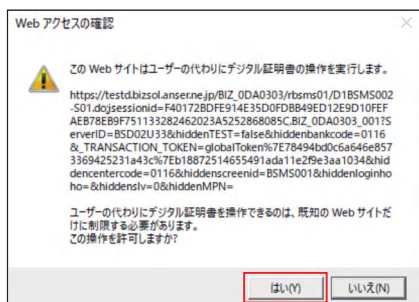 Web アクセスの確認
この Web サイトはユーザーの代わりにデジタル証明書の操作を実行します。
https://testd.bizsol.anser.ne.jp/BIZ_0DA0303/rbsms01/D1BSMS002
-S01.do;jsessionid=F40172BDFE914E35D0FDBB49ED12E9D10FEF
AEB78EB9F751133282462023A5252868085C.BIZ_0DA0303_001?S
erverID=BSD02U33&hiddenTEST=false&hiddenbankcode=0116
&_TRANSACTION_TOKEN=globalToken%7E78494bd0c6a646e857
3369425231a43c%7Eb18872514655491ada11e2f9e3aa1034&hid
dencentercode=0116&hiddenscreenid=BSMS001&hiddenloginho
ho=&hiddenslv=0&hiddenMPN=
ユーザーの代わりにデジタル証明書を操作できるのは、既知の Web サイトだ
けに制限する必要があります。
この操作を許可しますか?
はい(Y)
いいえ(N)